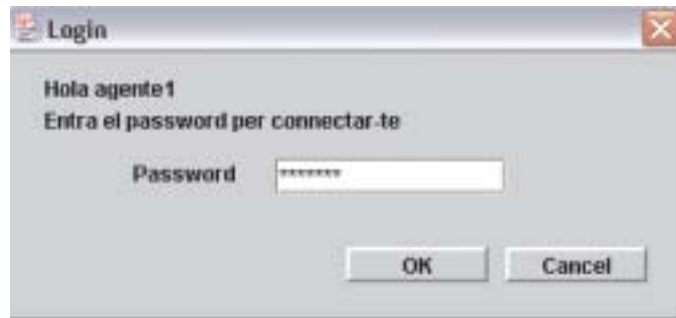 Login
Hola agente1
Entra el password per connectar-te
Password *******
OK Cancel